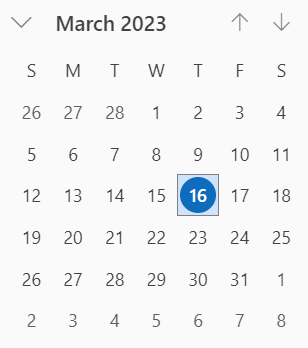 March 2023
S M T W T F S
26 27 28 1 2 3 4
5 6 7 8 9 10 11
12 13 14 15 16 17 18
19 20 21 22 23 24 25
26 27 28 29 30 31 1
2 3 4 5 6 7 8